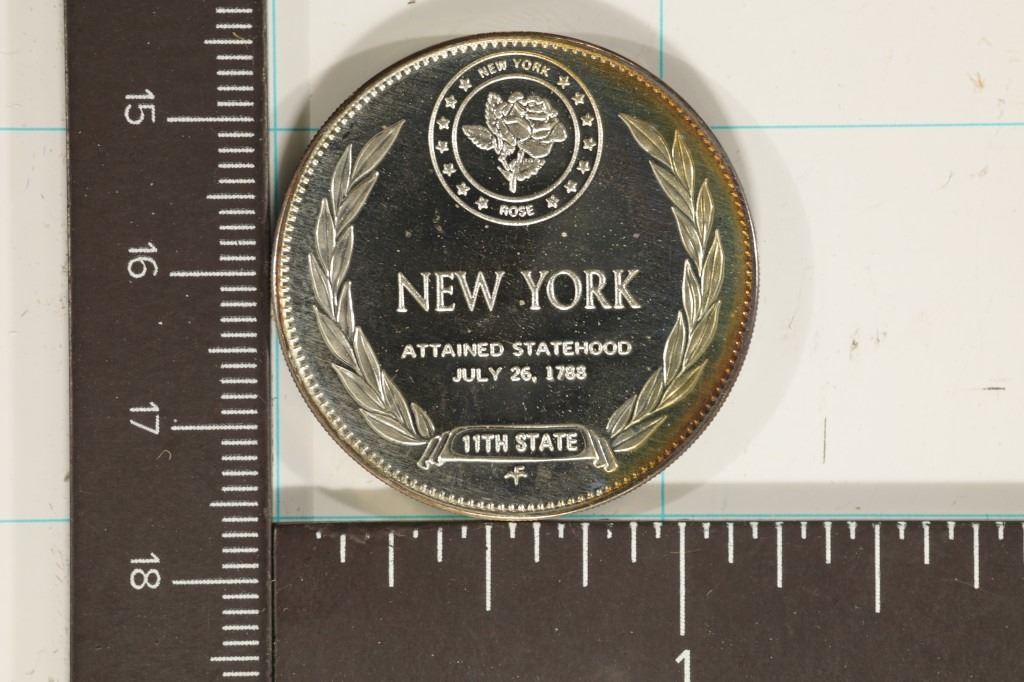 NEW YORK
ROSE
NEW YORK
ATTAINED STATEHOOD
JULY 26, 1788
11TH STATE
15
16
17
18
1